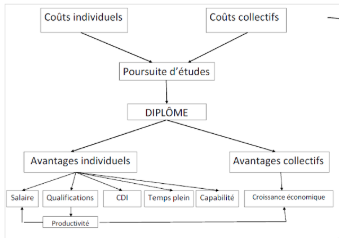 Coûts individuels
Coûts collectifs
Poursuite d'études
DIPLÔME
Avantages individuels
Avantages collectifs
Salaire
Qualifications
CDI
Temps plein
Capabilité
Croissance économique
Productivité